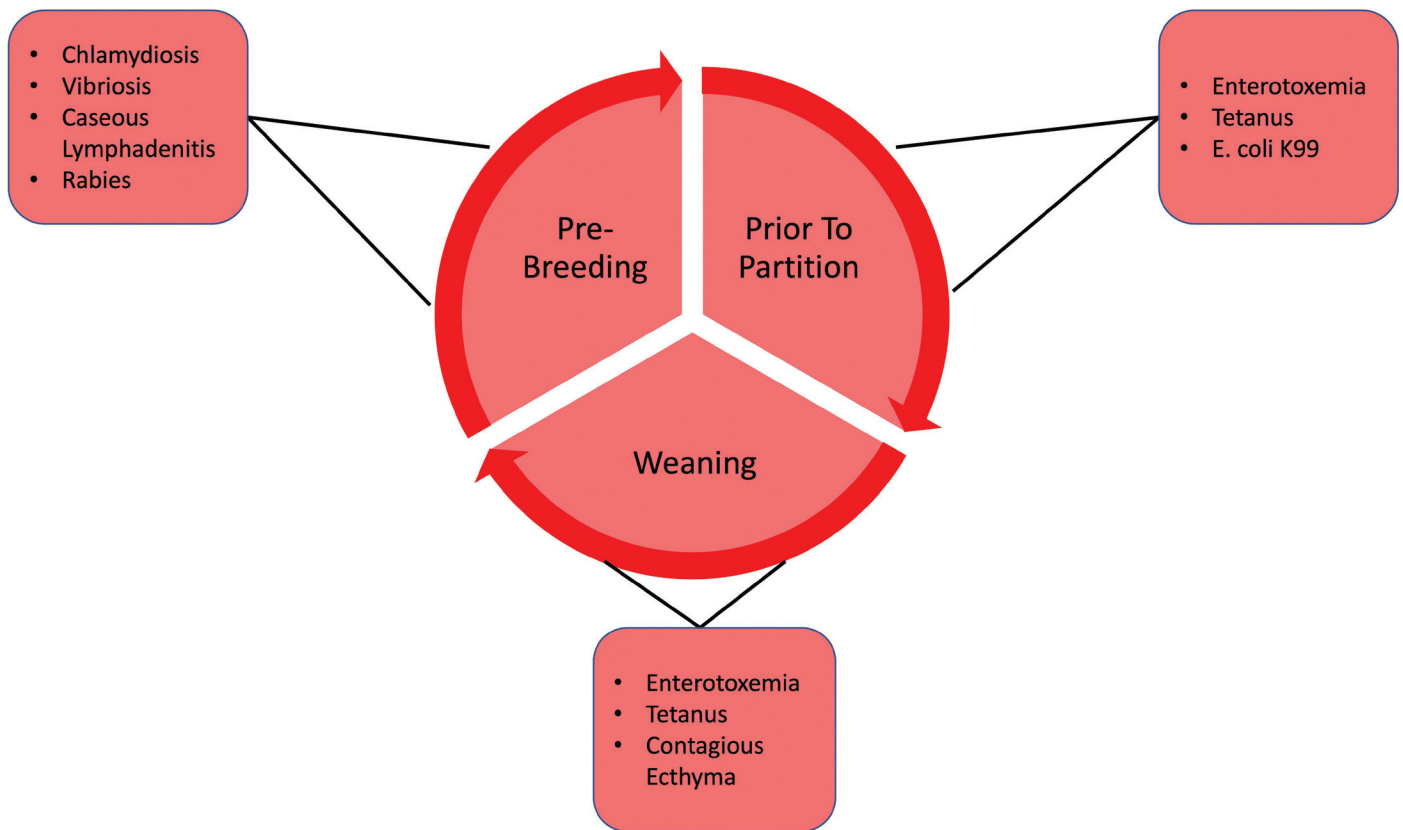 • Chlamydiosis
• Vibriosis
• Caseous
Lymphadenitis
• Rabies
• Enterotoxemia
• Tetanus
• E. coli K99
Pre-
Breeding
Prior To
Partition
Weaning
• Enterotoxemia
• Tetanus
• Contagious
Ecthyma